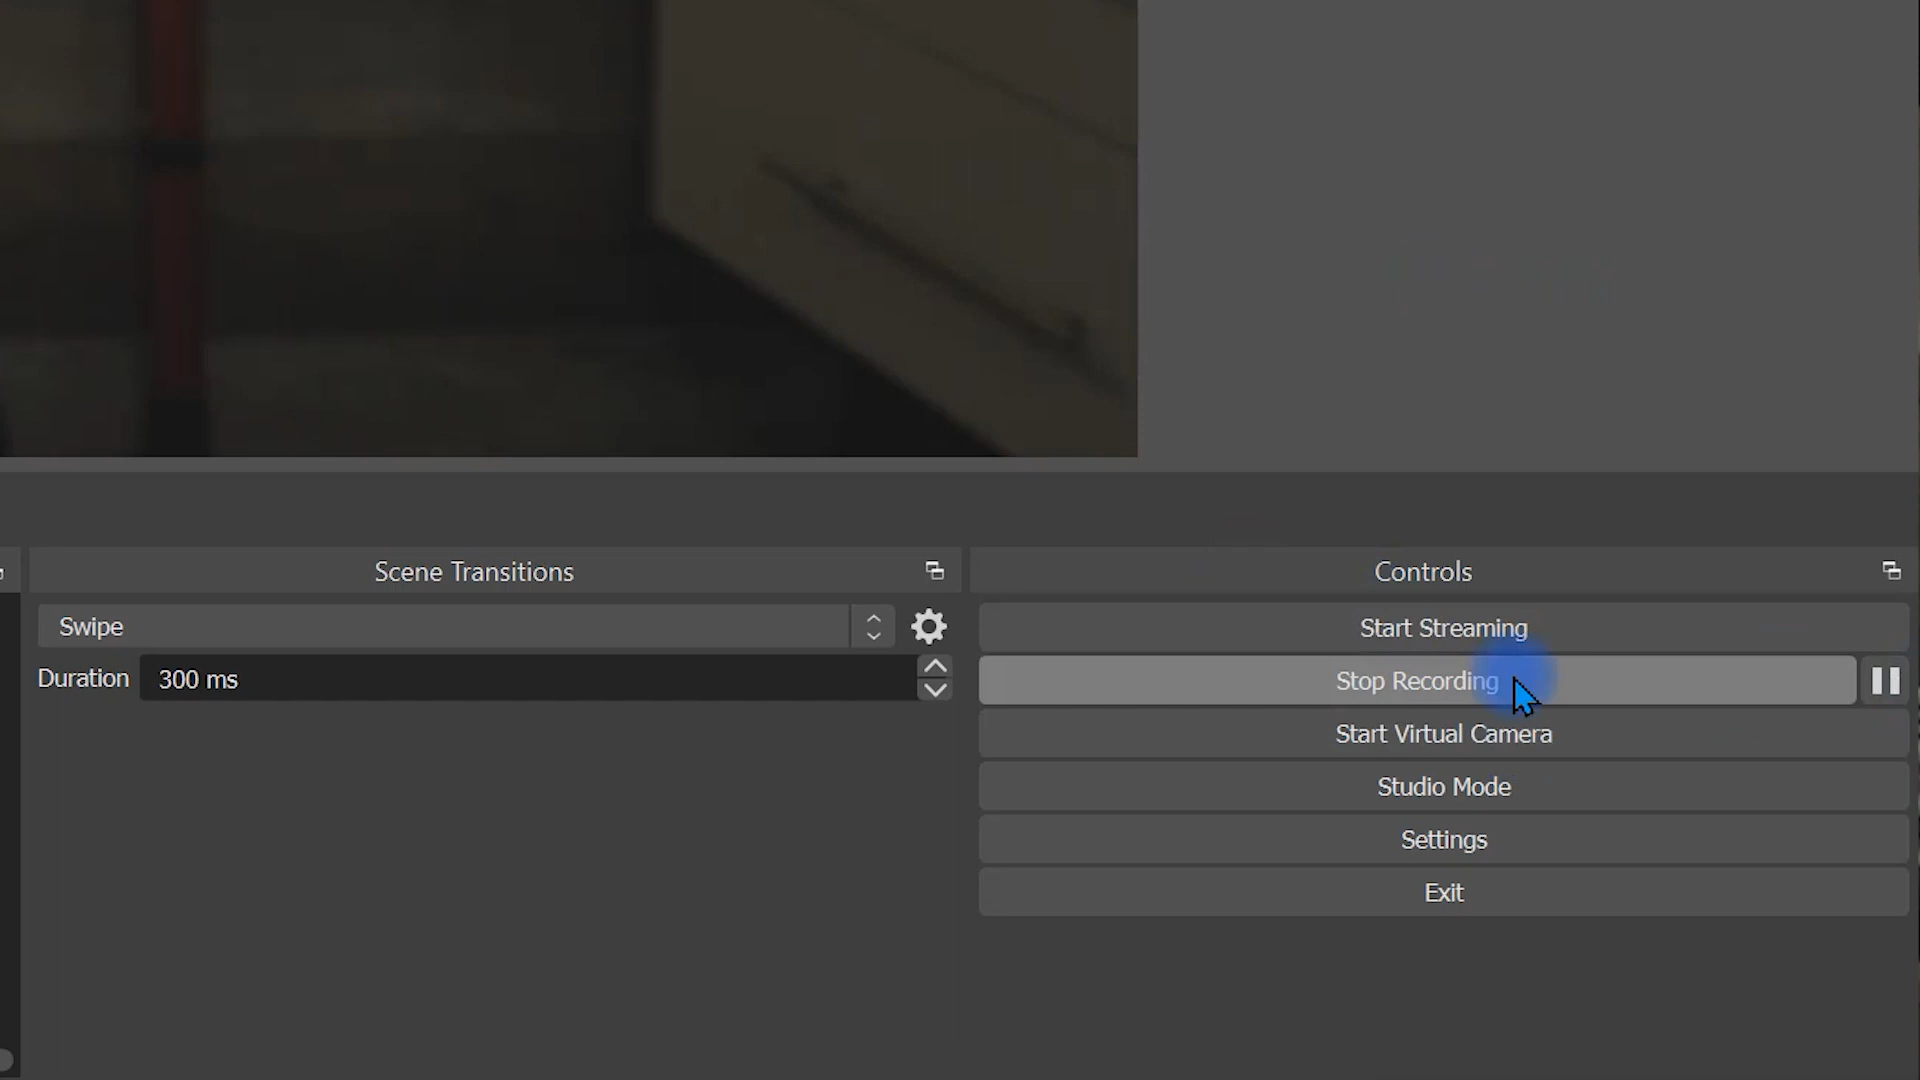 Scene Transitions
Swipe
Duration 300 ms
Controls
Start Streaming
Stop Recording
Start Virtual Camera
Studio Mode
Settings
Exit